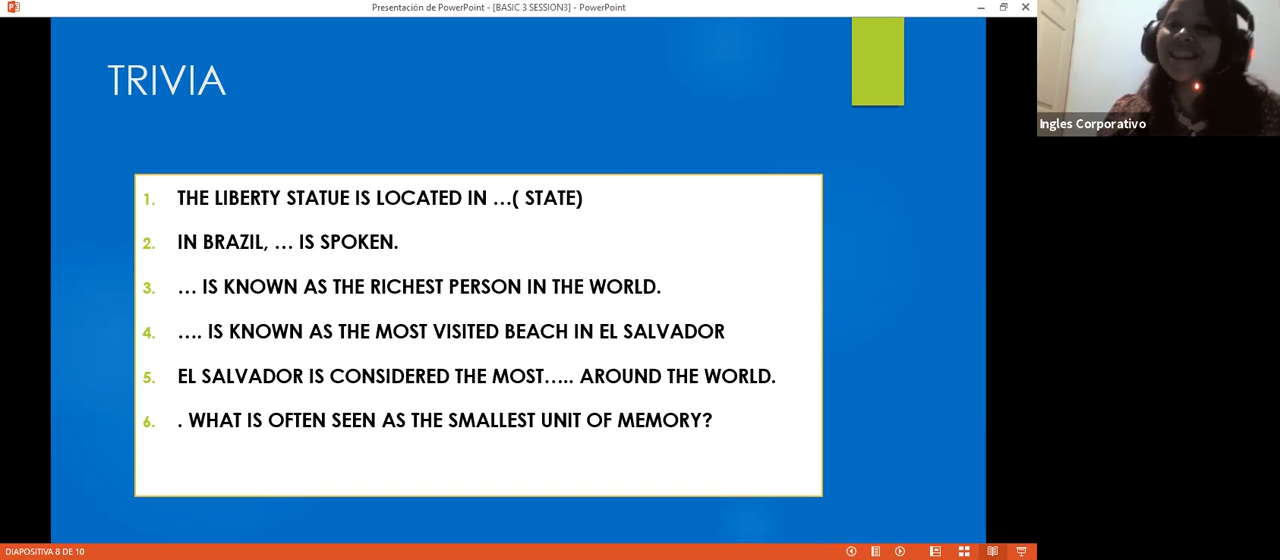 Presentación de PowerPoint - [BASIC 3 SESSION3] - PowerPoint
Ingles Corporativo
TRIVIA
1. THE LIBERTY STATUE IS LOCATED IN …( STATE)
2. IN BRAZIL, … IS SPOKEN.
3. … IS KNOWN AS THE RICHEST PERSON IN THE WORLD.
4. …. IS KNOWN AS THE MOST VISITED BEACH IN EL SALVADOR
5. EL SALVADOR IS CONSIDERED THE MOST….. AROUND THE WORLD.
6. . WHAT IS OFTEN SEEN AS THE SMALLEST UNIT OF MEMORY?
DIAPOSITIVA 8 DE 10